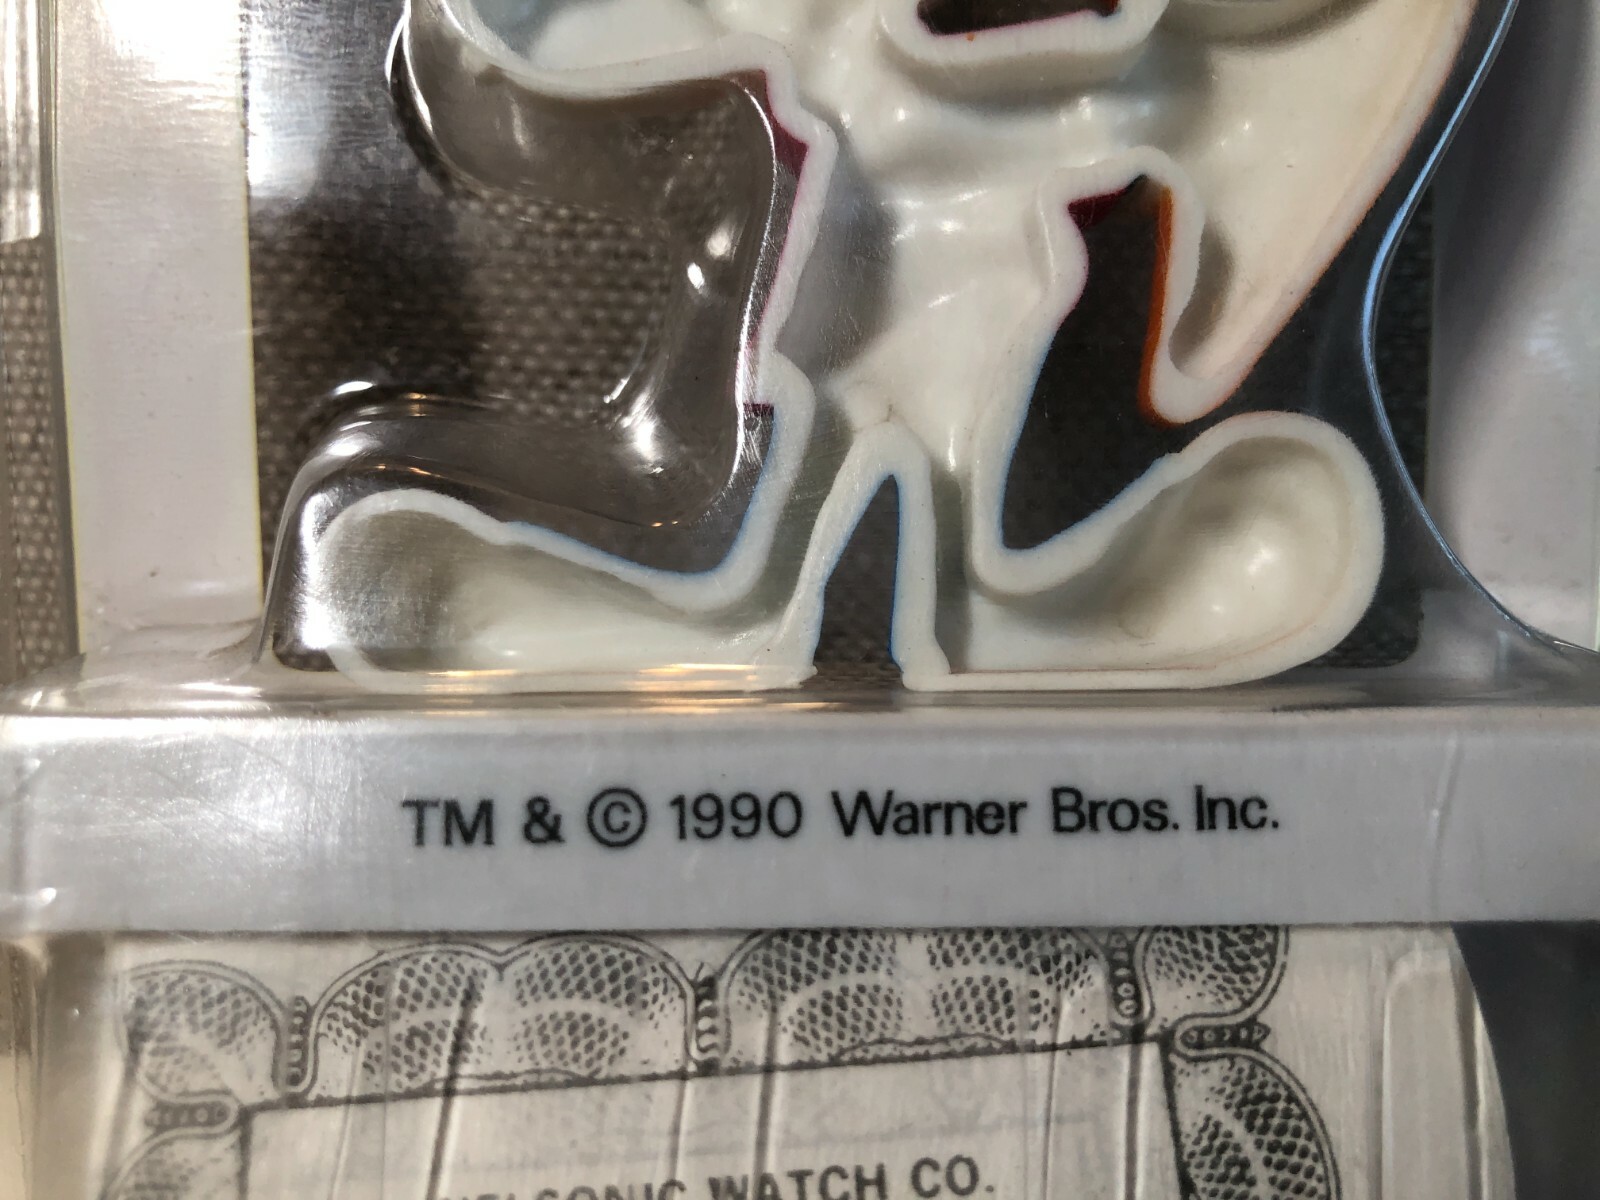 TM & © 1990 Warner Bros. Inc.
WATCH CO.